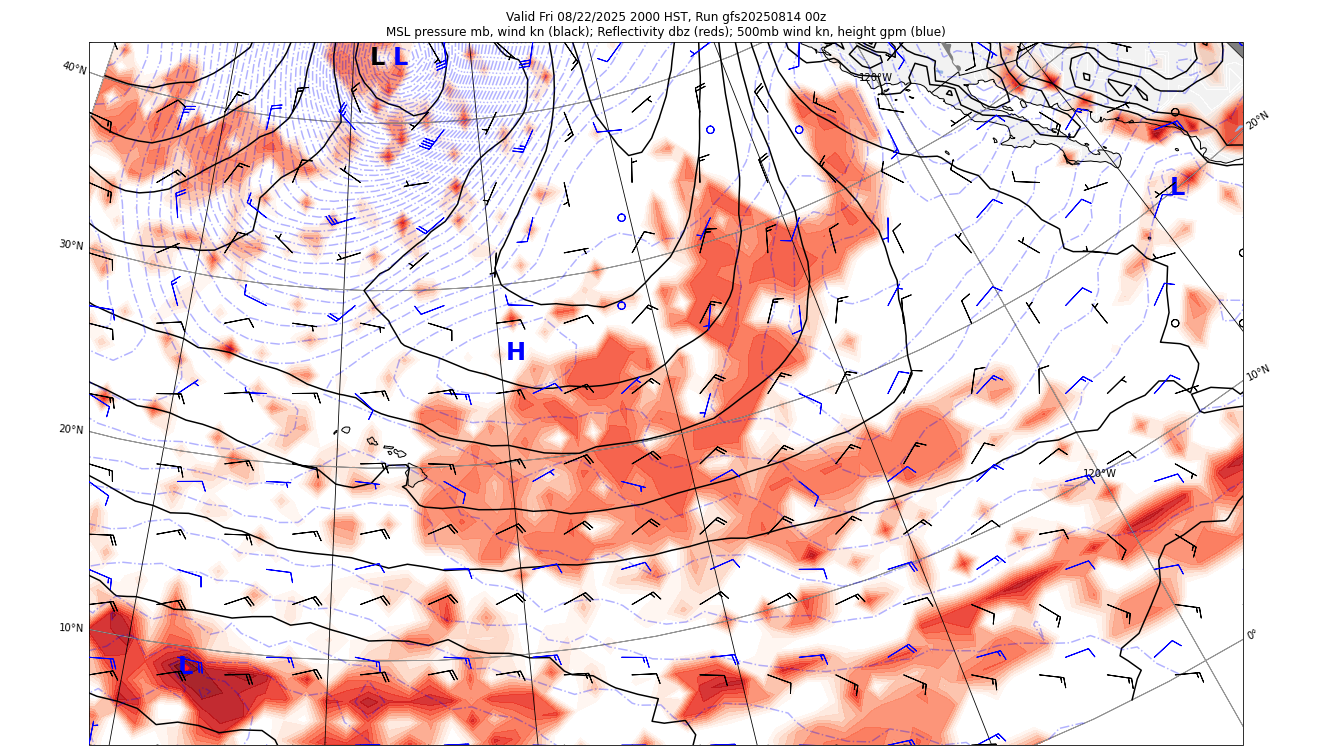 Valid Fri 08/22/2025 2000 HST, Run gfs20250814 00z
MSL pressure mb, wind kn (black); Reflectivity dbz (reds); 500mb wind kn, height gpm (blue)
L L
40°N
120°W
20°N
L
30°N
H
10°N
20°N
120°W
10°N
0°
L